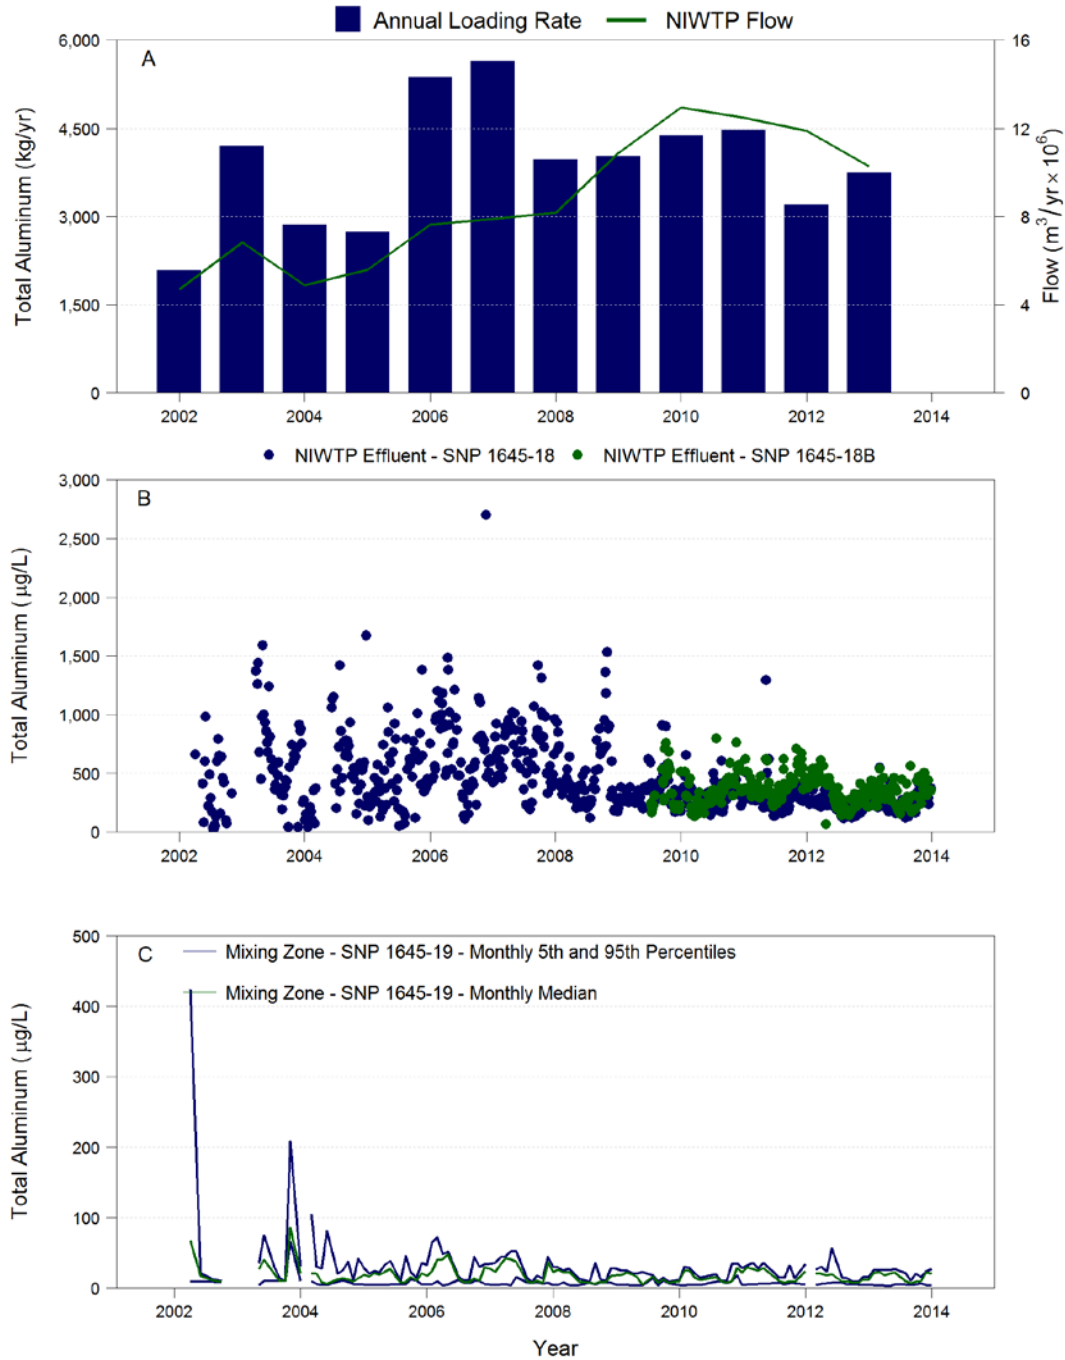 Annual Loading Rate NIWTP Flow
A
6,000
4,500
3,000
1,500
0
Total Aluminum (kg/yr)
16
12
8
4
0
Flow (m³/yr × 10⁶)
2002 2004 2006 2008 2010 2012 2014
NIWTP Effluent - SNP 1645-18 NIWTP Effluent - SNP 1645-18B
B
3,000
2,500
2,000
1,500
1,000
500
0
Total Aluminum (µg/L)
2002 2004 2006 2008 2010 2012 2014
C
Mixing Zone - SNP 1645-19 - Monthly 5th and 95th Percentiles
Mixing Zone - SNP 1645-19 - Monthly Median
500
400
300
200
100
0
Total Aluminum (µg/L)
2002 2004 2006 2008 2010 2012 2014
Year